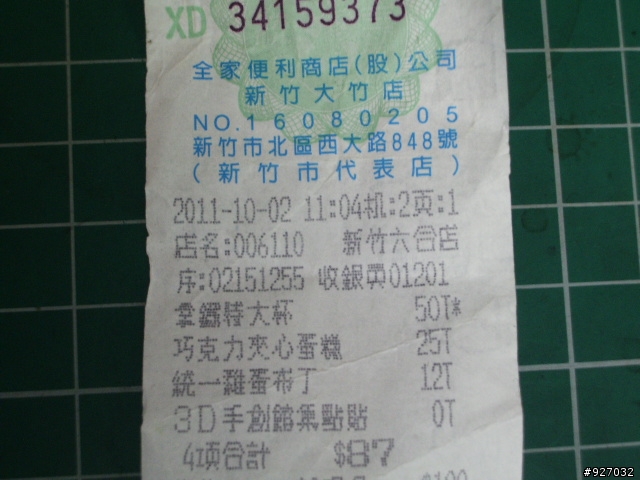 XD 34159373
全家便利商店(股)公司
新竹大竹店
NO.16080205
新竹市北區西大路848號
(新竹市代表店)
2011-10-02 11:04机:2页:1
店名:006110 新竹六合店
序:02151255 收銀員01201
拿鐵特大杯 50T*
巧克力夾心蛋糕 25T
統一雞蛋布丁 12T
3D手創館集點貼 0T
4項合計 $87
$100
#927032